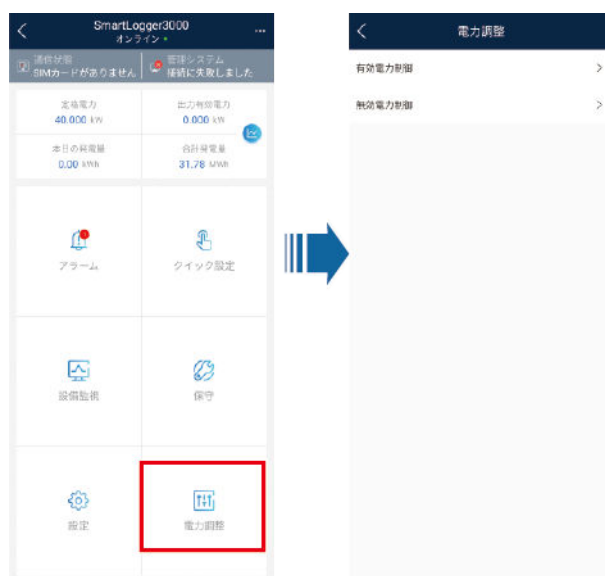 SmartLogger3000
オンライン
...
通信状態
SIMカードがありません
管理システム
接続に失敗しました
定格電力
40.000 kW
出力有効電力
0.000 kW
本日の発電量
0.00 kWh
合計発電量
31.78 MWh
アラーム
クイック設定
設備監視
保守
設定
電力調整
電力調整
有効電力制御
無効電力制御